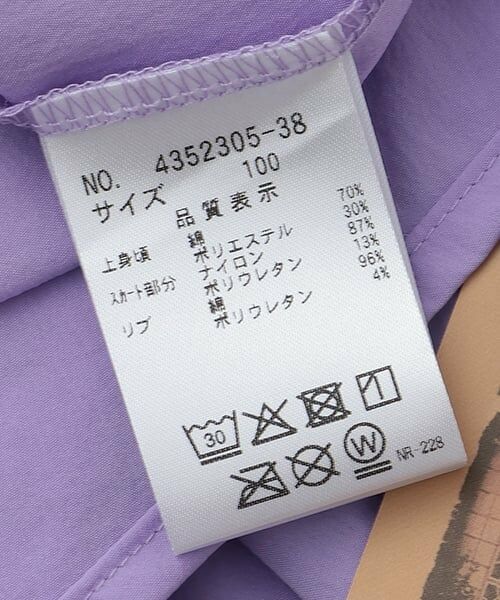 NO. 4352305-38
サイズ 100
品質表示
上身頃 綿 70%
ポリエステル 30%
スカート部分 ナイロン 87%
ポリウレタン 13%
リブ 綿 96%
ポリウレタン 4%
30
W
NR-228